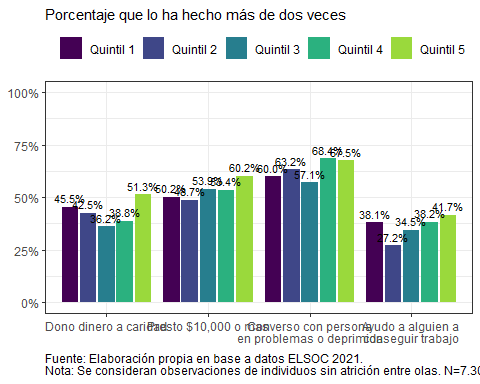 Porcentaje que lo ha hecho más de dos veces
Quintil 1 Quintil 2 Quintil 3 Quintil 4 Quintil 5
100%
75%
50%
25%
0%
45.5% 42.5% 36.2% 38.8% 51.3%
50.2% 48.7% 53.9% 53.4% 60.2%
60.0% 63.2% 57.1% 68.4% 67.5%
38.1% 27.2% 34.5% 38.2% 41.7%
Dono dinero a caridad
Presto $10,000 o mas
Converso con persona
en problemas o deprimida
Ayudo a alguien a
conseguir trabajo
Fuente: Elaboración propia en base a datos ELSOC 2021.
Nota: Se consideran observaciones de individuos sin atrición entre olas. N=7.30